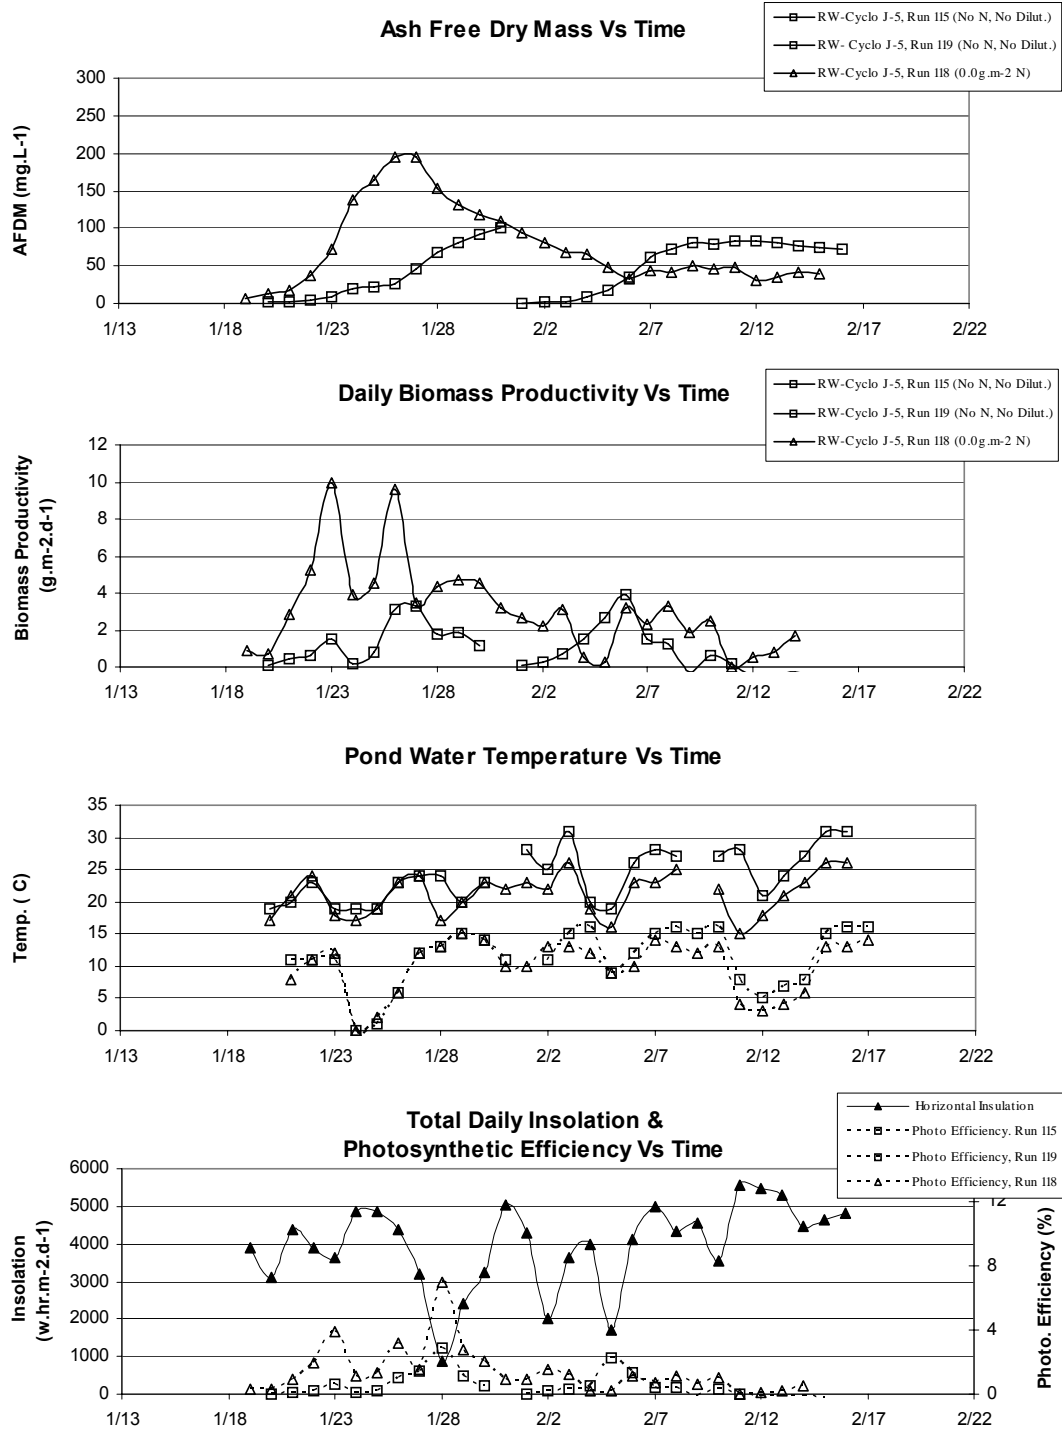 Ash Free Dry Mass Vs Time
RW-Cyclo J-5, Run 115 (No N, No Dilut.)
RW- Cyclo J-5, Run 119 (No N, No Dilut.)
RW-Cyclo J-5, Run 118 (0.0g.m-2 N)
AFDM (mg.L-1)
300
250
200
150
100
50
0
1/13 1/18 1/23 1/28 2/2 2/7 2/12 2/17 2/22
Daily Biomass Productivity Vs Time
RW-Cyclo J-5, Run 115 (No N, No Dilut.)
RW-Cyclo J-5, Run 119 (No N, No Dilut.)
RW-Cyclo J-5, Run 118 (0.0g.m-2 N)
Biomass Productivity
(g.m-2.d-1)
12
10
8
6
4
2
0
1/13 1/18 1/23 1/28 2/2 2/7 2/12 2/17 2/22
Pond Water Temperature Vs Time
Temp. ( C)
35
30
25
20
15
10
5
0
1/13 1/18 1/23 1/28 2/2 2/7 2/12 2/17 2/22
Total Daily Insolation &
Photosynthetic Efficiency Vs Time
Horizontal Insulation
Photo Efficiency. Run 115
Photo Efficiency, Run 119
Photo Efficiency, Run 118
Insolation
(w.hr.m-2.d-1)
6000
5000
4000
3000
2000
1000
0
12
8
4
0
Photo. Efficiency (%)
1/13 1/18 1/23 1/28 2/2 2/7 2/12 2/17 2/22